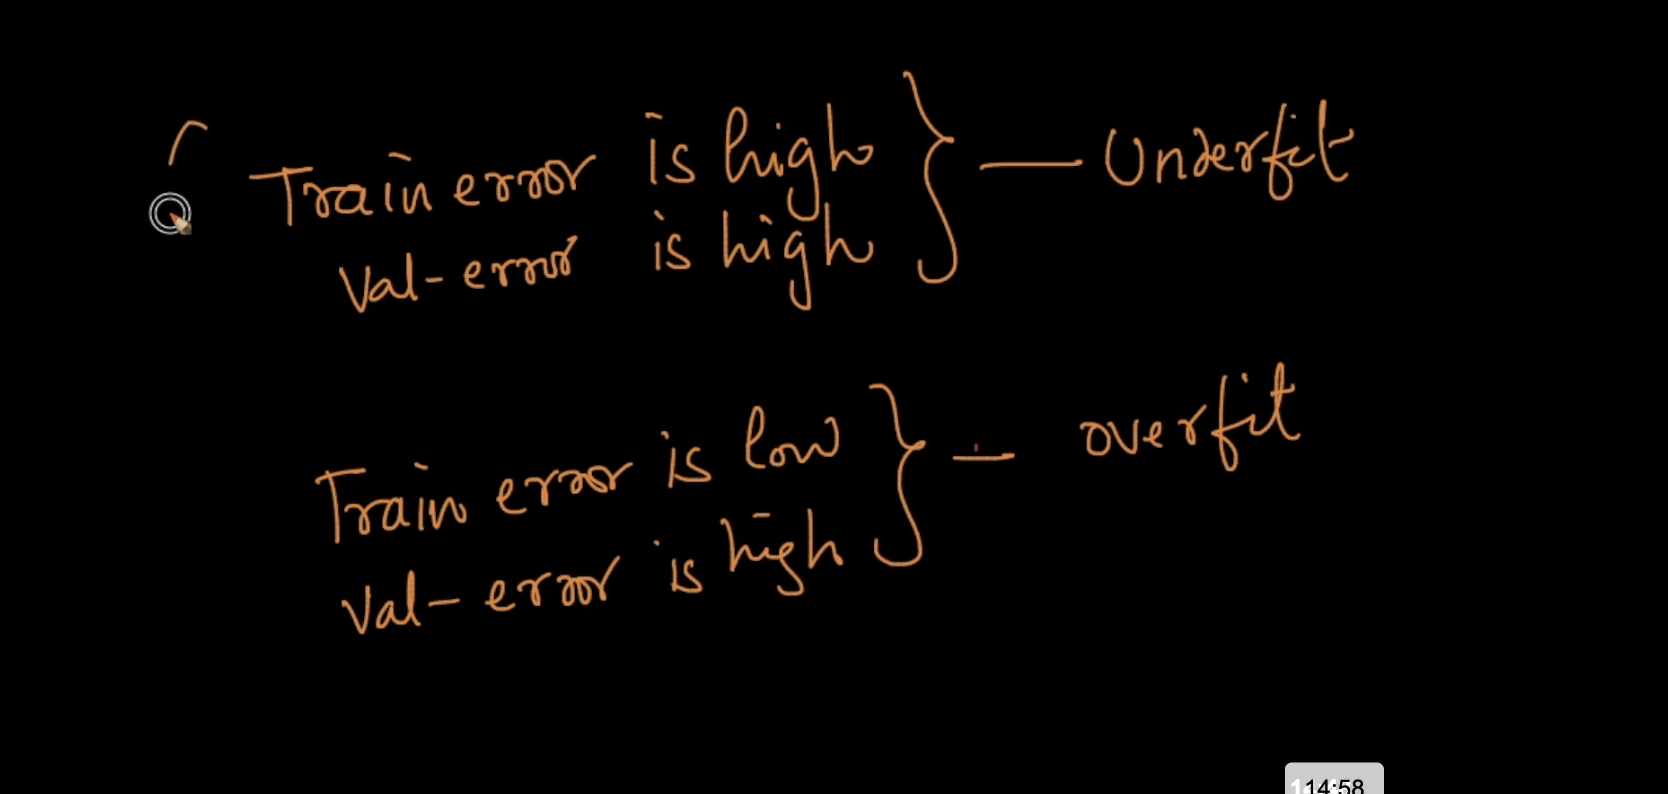 Train error is high } — Underfit
Val-error is high
Train error is low } — overfit
Val-error is high
14:58